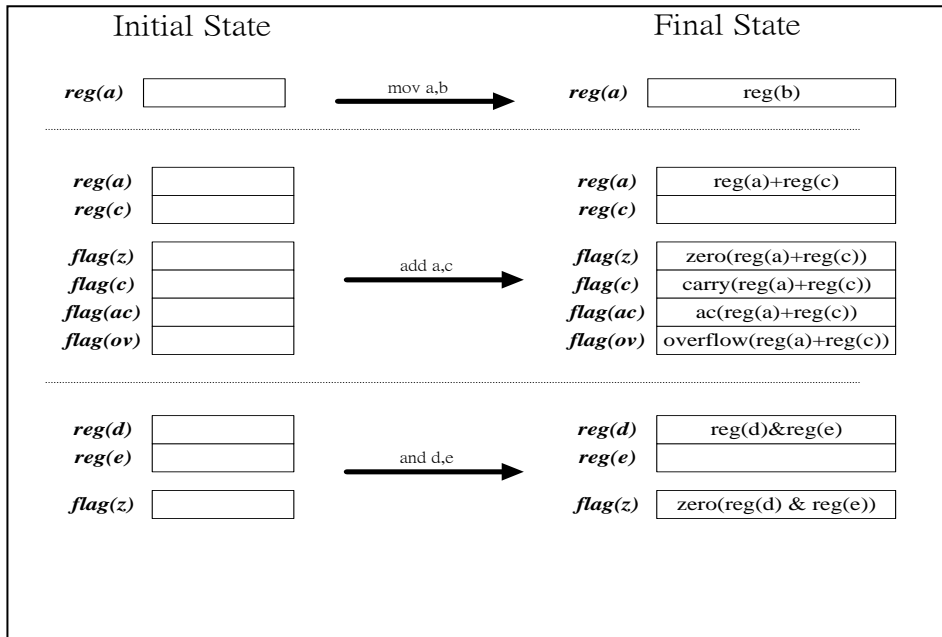 Initial State
Final State
reg(a)
mov a,b
reg(a)
reg(b)
reg(a)
reg(c)
flag(z)
flag(c)
flag(ac)
flag(ov)
add a,c
reg(a)
reg(a)+reg(c)
reg(c)
flag(z)
zero(reg(a)+reg(c))
flag(c)
carry(reg(a)+reg(c))
flag(ac)
ac(reg(a)+reg(c))
flag(ov)
overflow(reg(a)+reg(c))
reg(d)
reg(e)
flag(z)
and d,e
reg(d)
reg(d)&reg(e)
reg(e)
flag(z)
zero(reg(d) & reg(e))